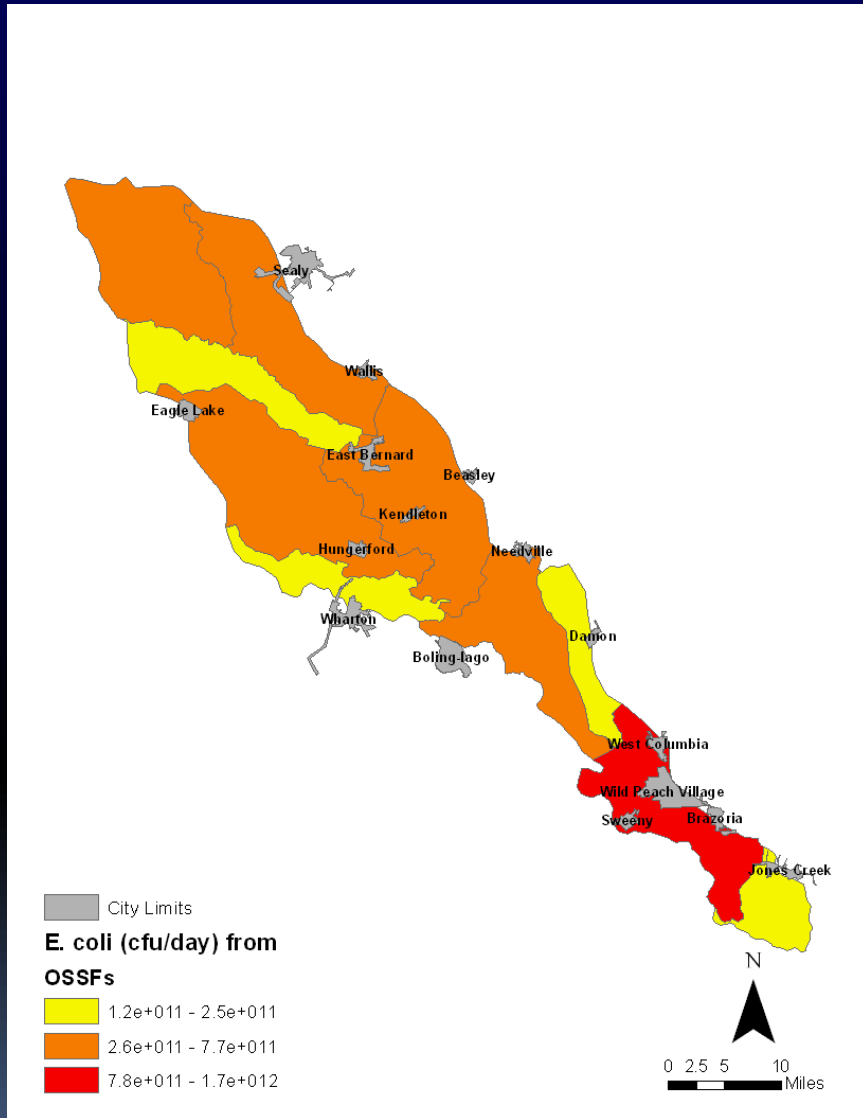 Sealy
Wallis
Eagle Lake
East Bernard
Beasley
Kendleton
Hungerford
Needville
Wharton
Damon
Boling-Iago
West Columbia
Wild Peach Village
Sweeny
Brazoria
Jones Creek
City Limits
E. coli (cfu/day) from
OSSFs
1.2e+011 - 2.5e+011
2.6e+011 - 7.7e+011
7.8e+011 - 1.7e+012
N
0 2.5 5 10
Miles